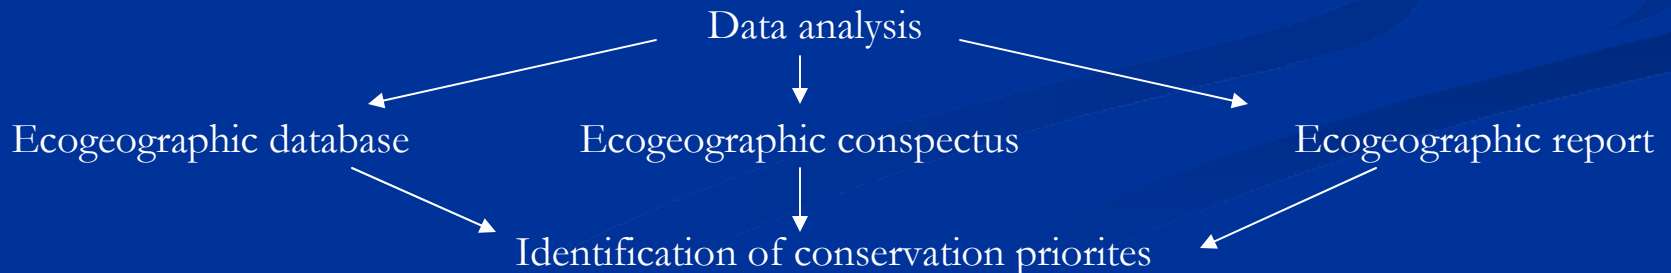 Data analysis
Ecogeographic database Ecogeographic conspectus Ecogeographic report
Identification of conservation priorites